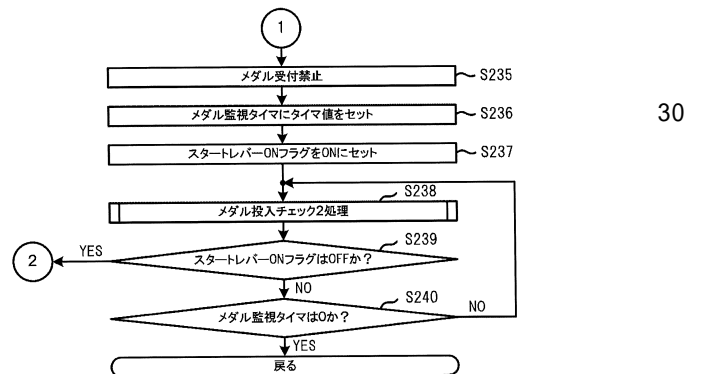 1
メダル受付禁止 S235
メダル監視タイマにタイマ値をセット S236
30
スタートレバーONフラグをONにセット S237
S238
メダル投入チェック2処理
S239
YES
2
スタートレバーONフラグはOFFか?
NO
S240
メダル監視タイマは0か?
NO
YES
戻る